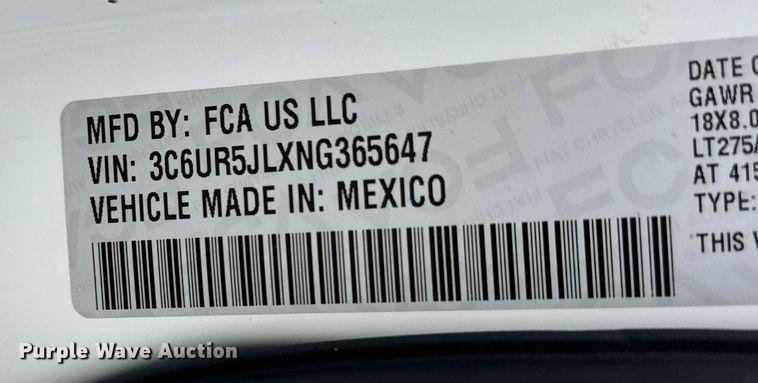 MFD BY: FCA US LLC
VIN: 3C6UR5JLXNG365647
VEHICLE MADE IN: MEXICO
DATE
GAWR
18X8.0
LT275/
AT 415
TYPE:
THIS
Purple Wave Auction